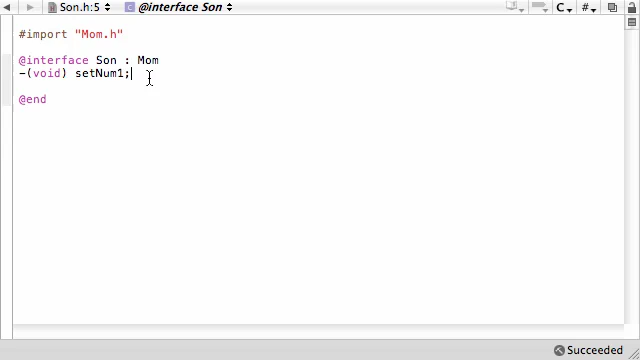 Son.h:5 C @interface Son C # 
#import "Mom.h"
@interface Son : Mom
-(void) setNum1;
@end
Succeeded